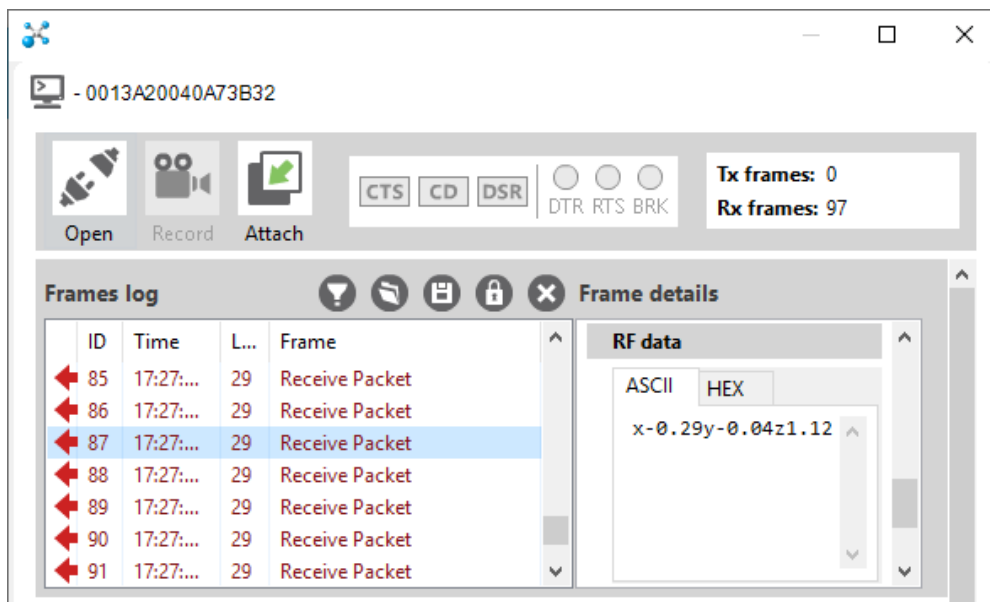 - 0013A20040A73B32
Open
Record
Attach
CTS CD DSR
DTR RTS BRK
Tx frames: 0
Rx frames: 97
Frames log
ID Time L... Frame
85 17:27:... 29 Receive Packet
86 17:27:... 29 Receive Packet
87 17:27:... 29 Receive Packet
88 17:27:... 29 Receive Packet
89 17:27:... 29 Receive Packet
90 17:27:... 29 Receive Packet
91 17:27:... 29 Receive Packet
Frame details
RF data
ASCII HEX
x-0.29y-0.04z1.12